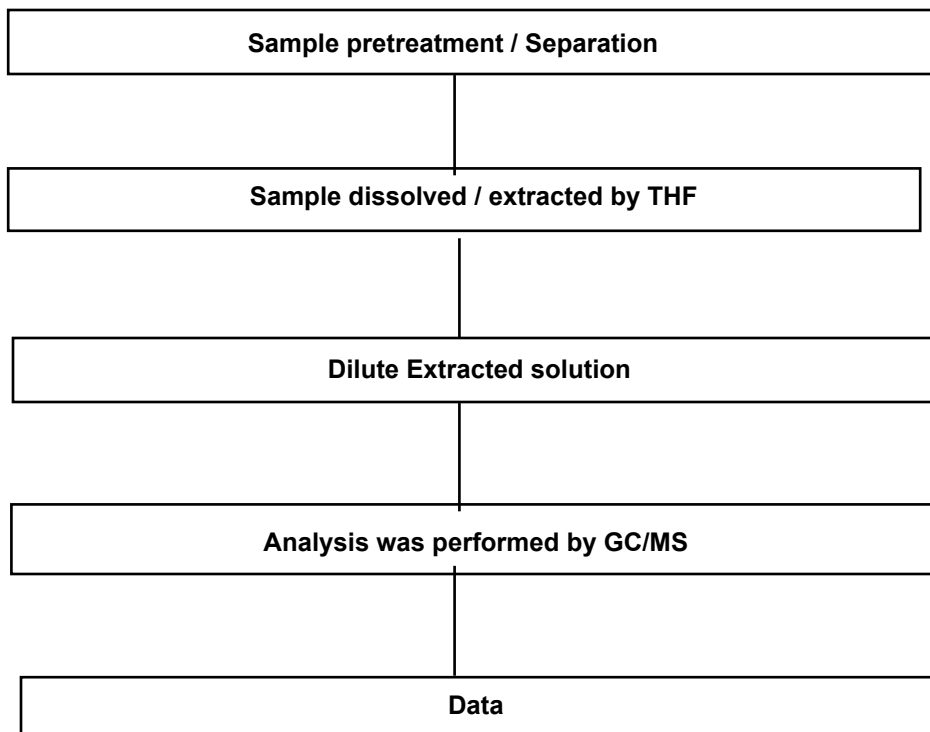 Sample pretreatment / Separation
Sample dissolved / extracted by THF
Dilute Extracted solution
Analysis was performed by GC/MS
Data